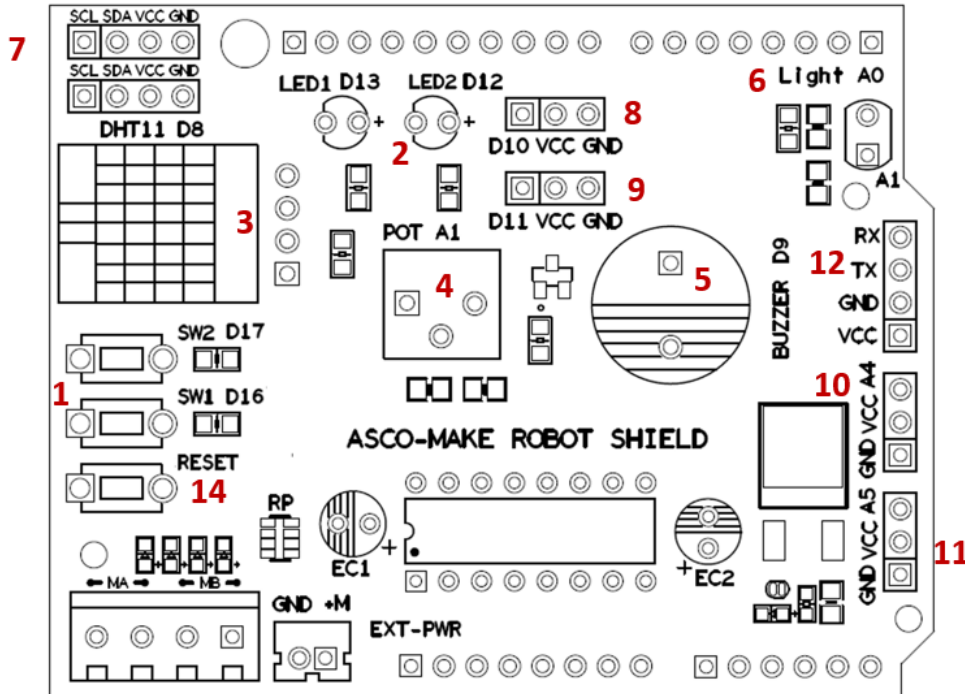 SCL SDA VCC GND
7
SCL SDA VCC GND
6
Light A0
LED1 D13
LED2 D12
8
DHT11 D8
2
D10 VCC GND
A1
9
3
D11 VCC GND
POT A1
RX
12
TX
4
5
BUZZER D9
GND
VCC
SW2 D17
1
10
GND VCC A4
SW1 D16
ASCO-MAKE ROBOT SHIELD
RESET
14
RP
GND VCC A5
11
EC1
+
+
EC2
MA
MB
GND +M
EXT-PWR